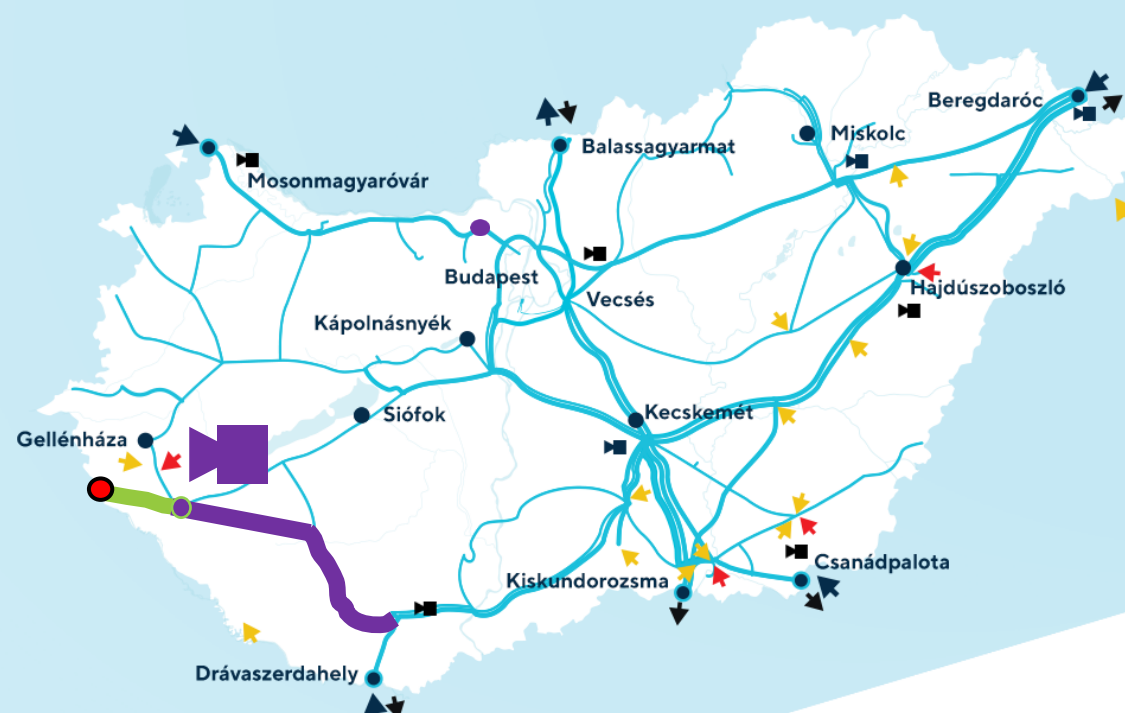 Beregdaróc
Miskolc
Balassagyarmat
Mosonmagyaróvár
Budapest
Hajdúszoboszló
Vecsés
Kápolnásnyék
Kecskemét
Siófok
Gellénháza
Csanádpalota
Kiskundorozsma
Drávaszerdahely